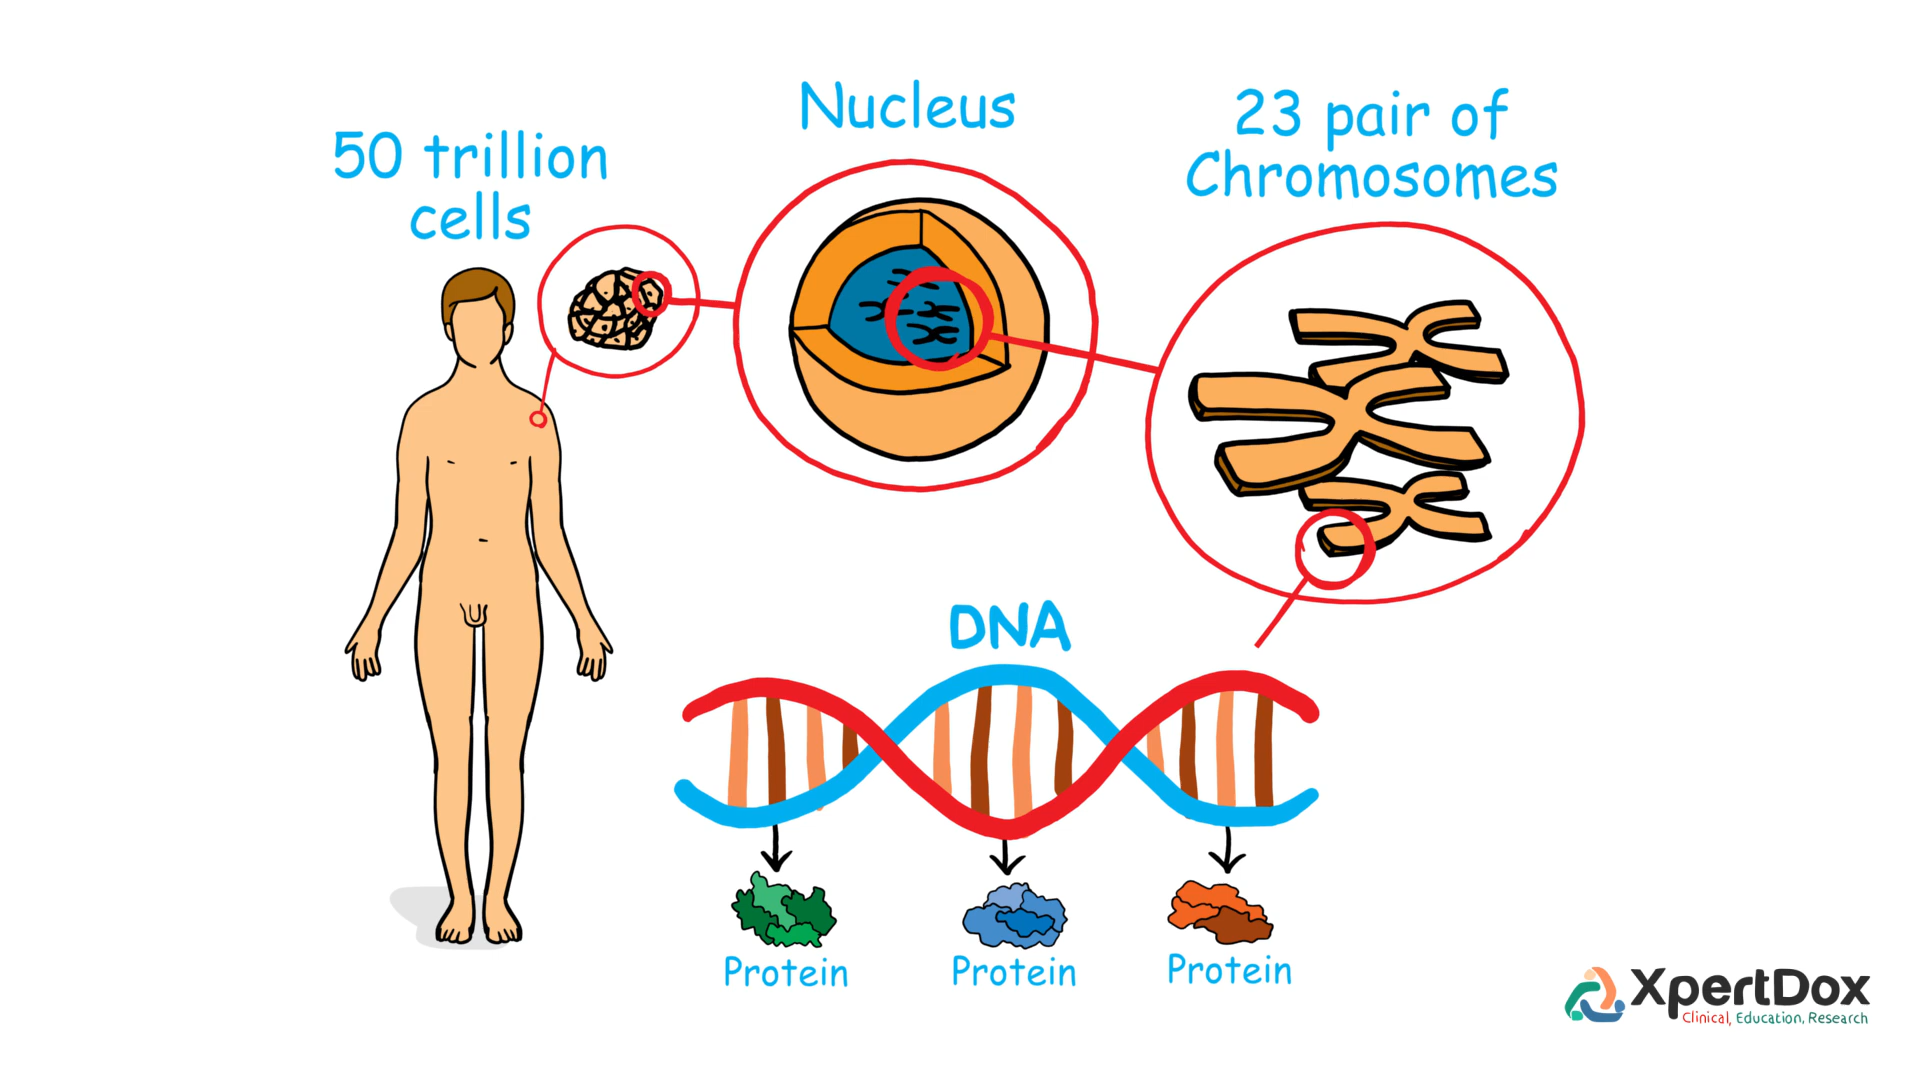 50 trillion
cells
Nucleus
23 pair of
Chromosomes
DNA
Protein
Protein
Protein
XpertDox
Clinical, Education, Research